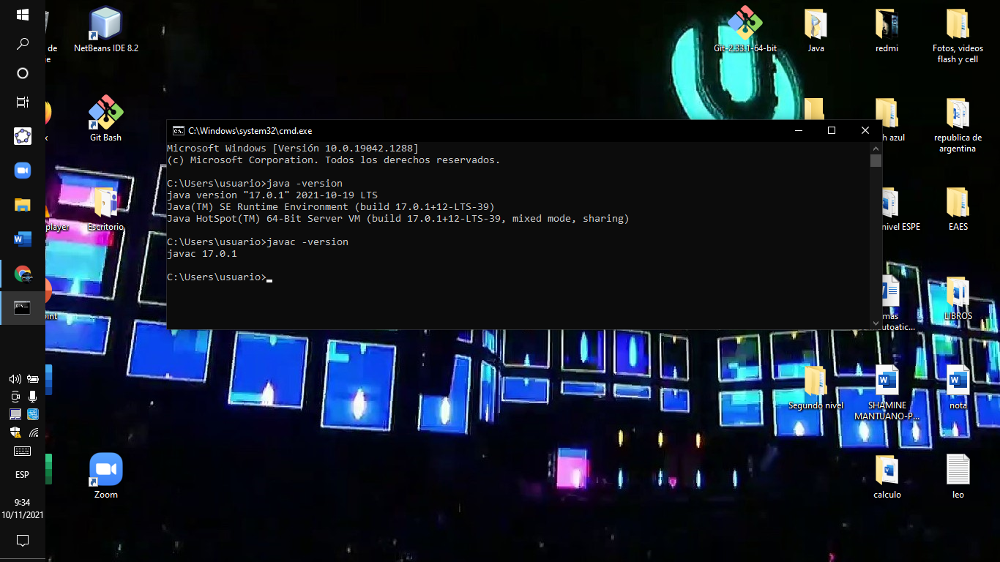 NetBeans IDE 8.2
Git-2.33.1-64-bit
Java
redmi
Fotos, videos
flash y cell
de
Git Bash
azul
republica de
argentina
C:\Windows\system32\cmd.exe
Microsoft Windows [Versión 10.0.19042.1288]
(c) Microsoft Corporation. Todos los derechos reservados.
C:\Users\usuario>java -version
java version "17.0.1" 2021-10-19 LTS
Java(TM) SE Runtime Environment (build 17.0.1+12-LTS-39)
Java HotSpot(TM) 64-Bit Server VM (build 17.0.1+12-LTS-39, mixed mode, sharing)
C:\Users\usuario>javac -version
javac 17.0.1
C:\Users\usuario>
player
Escritorio
nivel ESPE
EAES
LIBROS
Segundo nivel
SHAMINE
MANTUANO-P...
nota
Zoom
calculo
leo
ESP
9:34
10/11/2021